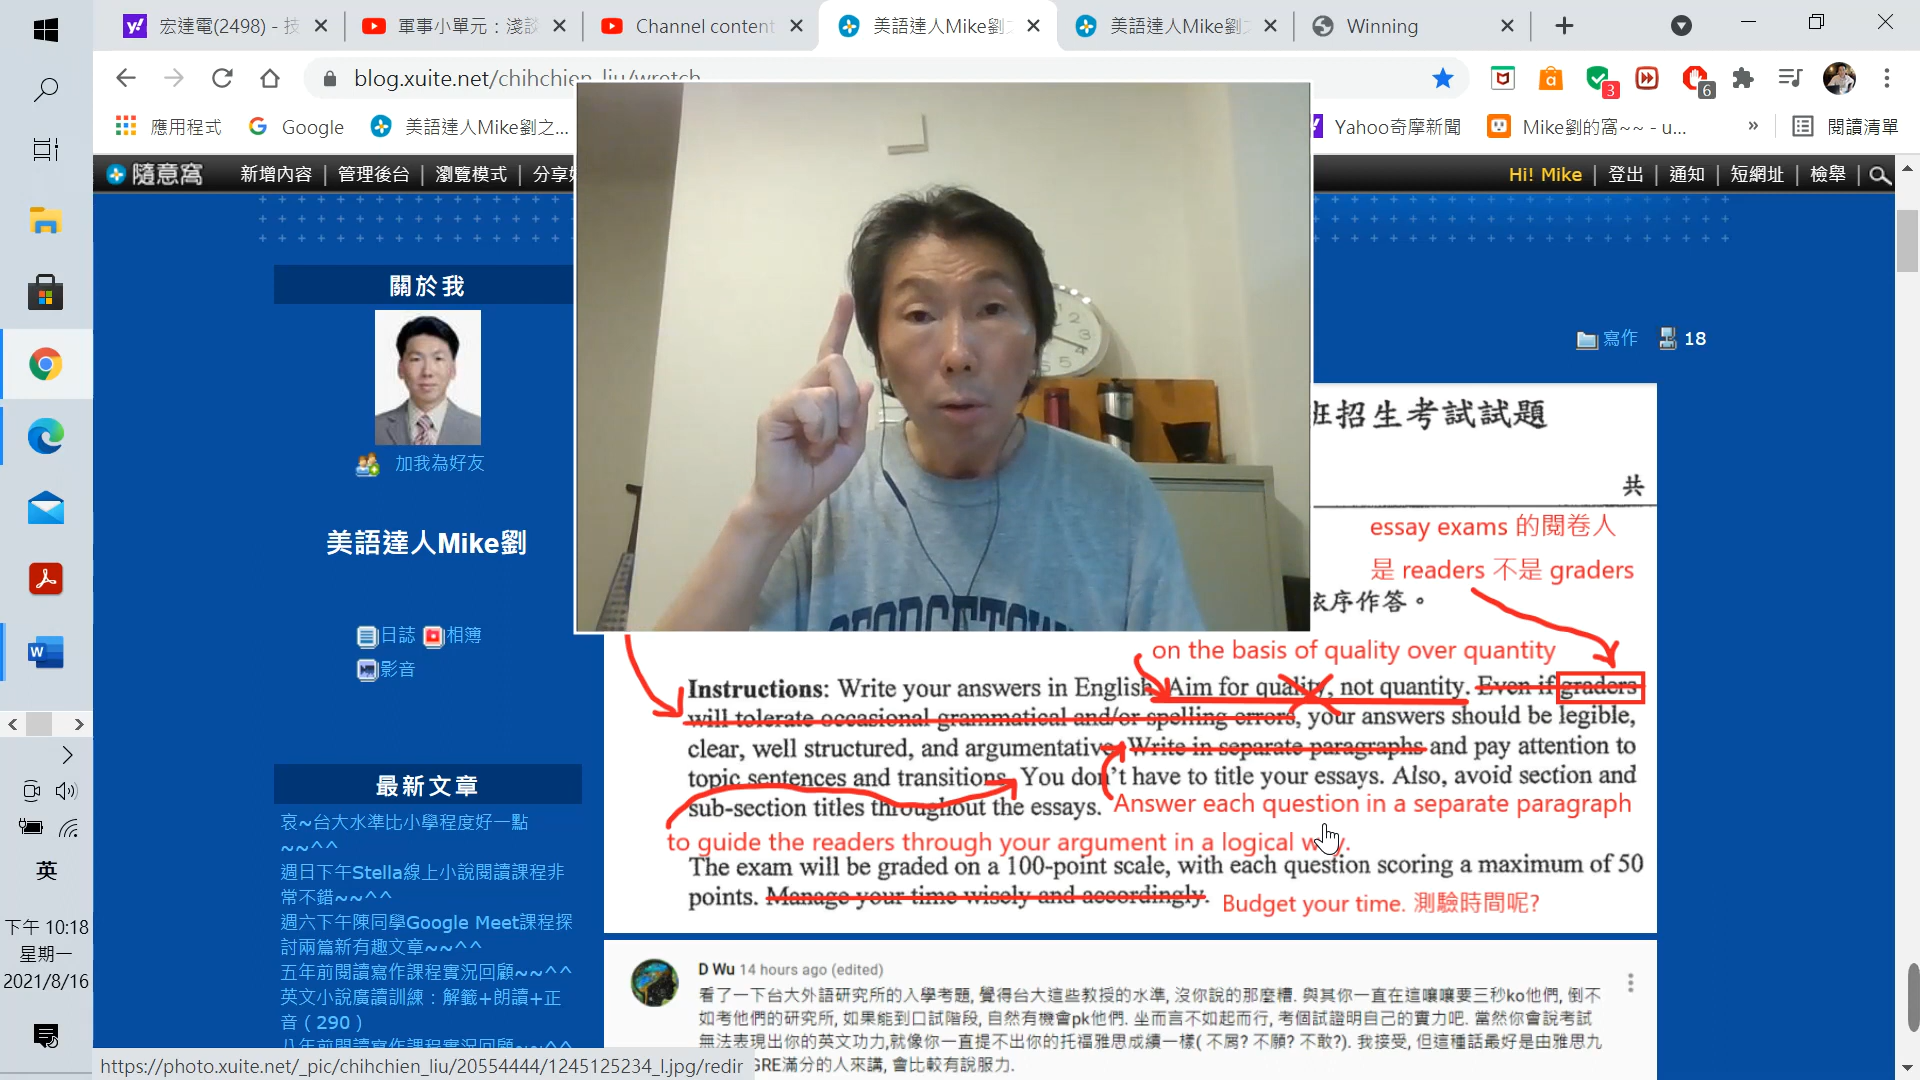 宏達電(2498) - 技
軍事小單元：淺談
Channel content
美語達人Mike劉之
美語達人Mike劉之
Winning
blog.xuite.net/chihchien_liu/wretch
3
6
應用程式
Google
美語達人Mike劉之...
Yahoo奇摩新聞
Mike劉的窩~~ - u...
»
閱讀清單
隨意窩
新增內容 | 管理後台 | 瀏覽模式 | 分享
Hi! Mike | 登出 | 通知 | 短網址 | 檢舉
關於我
加我為好友
美語達人Mike劉
日誌 相簿
影音
最新文章
哀~台大水準比小學程度好一點
~~^^
週日下午Stella線上小說閱讀課程非
常不錯~~^^
週六下午陳同學Google Meet課程探
討兩篇新有趣文章~~^^
五年前閱讀寫作課程實況回顧~~^^
英文小說廣讀訓練：解籤+朗讀+正
音 ( 290 )
八年前閱讀寫作課程實況回顧~~^^
寫作 18
班招生考試試題
共
essay exams 的閱卷人
是 readers 不是 graders
依序作答。
on the basis of quality over quantity
Instructions: Write your answers in English. Aim for quality, not quantity. Even if graders
will tolerate occasional grammatical and/or spelling errors, your answers should be legible,
clear, well structured, and argumentative. Write in separate paragraphs and pay attention to
topic sentences and transitions. You don't have to title your essays. Also, avoid section and
sub-section titles throughout the essays. Answer each question in a separate paragraph
to guide the readers through your argument in a logical way.
The exam will be graded on a 100-point scale, with each question scoring a maximum of 50
points. Manage your time wisely and accordingly. Budget your time. 測驗時間呢?
D Wu 14 hours ago (edited)
看了一下台大外語研究所的入學考題, 覺得台大這些教授的水準, 沒你說的那麼糟. 與其你一直在這嚷嚷要三秒ko他們, 倒不
如考他們的研究所, 如果能到口試階段, 自然有機會pk他們. 坐而言不如起而行, 考個試證明自己的實力吧. 當然你會說考試
無法表現出你的英文功力,就像你一直提不出你的托福雅思成績一樣( 不屑? 不願? 不敢?). 我接受, 但這種話最好是由雅思九
GRE滿分的人來講, 會比較有說服力.
https://photo.xuite.net/_pic/chihchien_liu/20554444/1245125234_l.jpg/redir
英
下午 10:18
星期一
2021/8/16